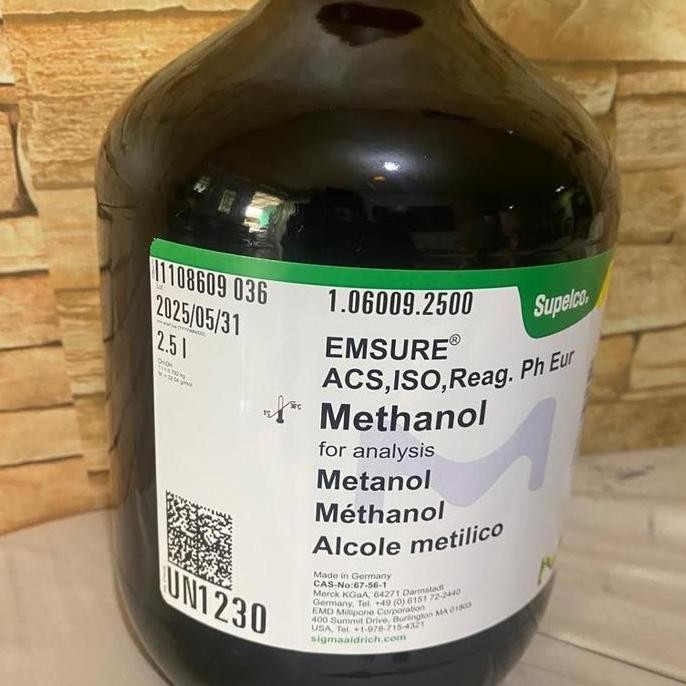 I1108609 036
Lot
2025/05/31
2.5 l
1.06009.2500
Supelco®
EMSURE®
ACS,ISO,Reag. Ph Eur
Methanol
for analysis
Metanol
Méthanol
Alcole metilico
UN1230
Made in Germany
CAS-No:67-56-1
Merck KGaA, 64271 Darmstadt
Germany, Tel. +49 (0) 6151 72-2440
EMD Millipore Corporation
400 Summit Drive, Burlington MA 01803
USA, Tel. +1-978-715-4321
sigmaaldrich.com